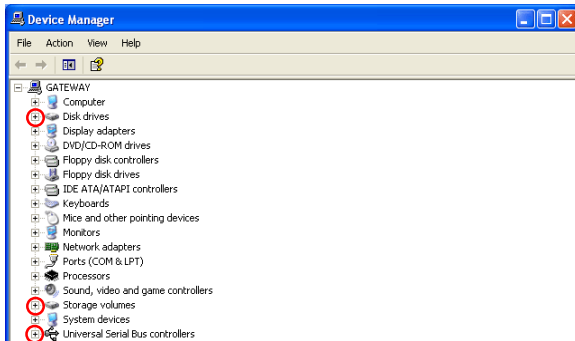 Device Manager
File Action View Help
GATEWAY
Computer
Disk drives
Display adapters
DVD/CD-ROM drives
Floppy disk controllers
Floppy disk drives
IDE ATA/ATAPI controllers
Keyboards
Mice and other pointing devices
Monitors
Network adapters
Ports (COM & LPT)
Processors
Sound, video and game controllers
Storage volumes
System devices
Universal Serial Bus controllers